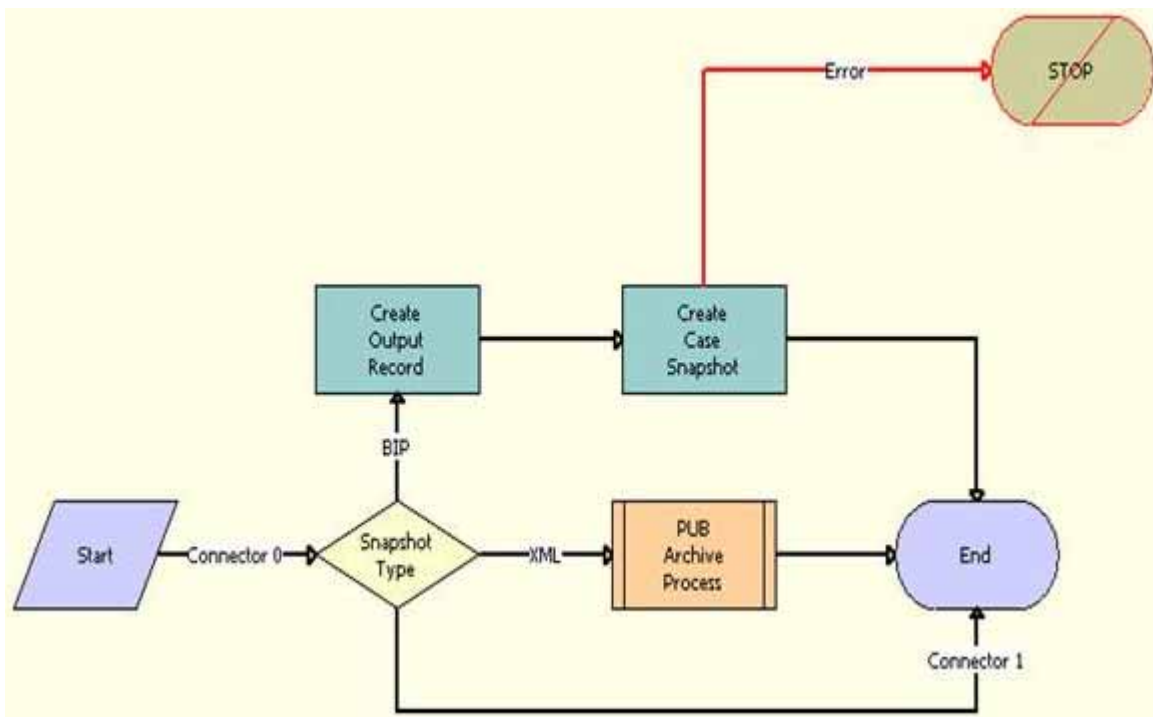 Error
STOP
Create
Output
Record
Create
Case
Snapshot
BIP
Start
Connector 0
Snapshot
Type
XML
PUB
Archive
Process
End
Connector 1